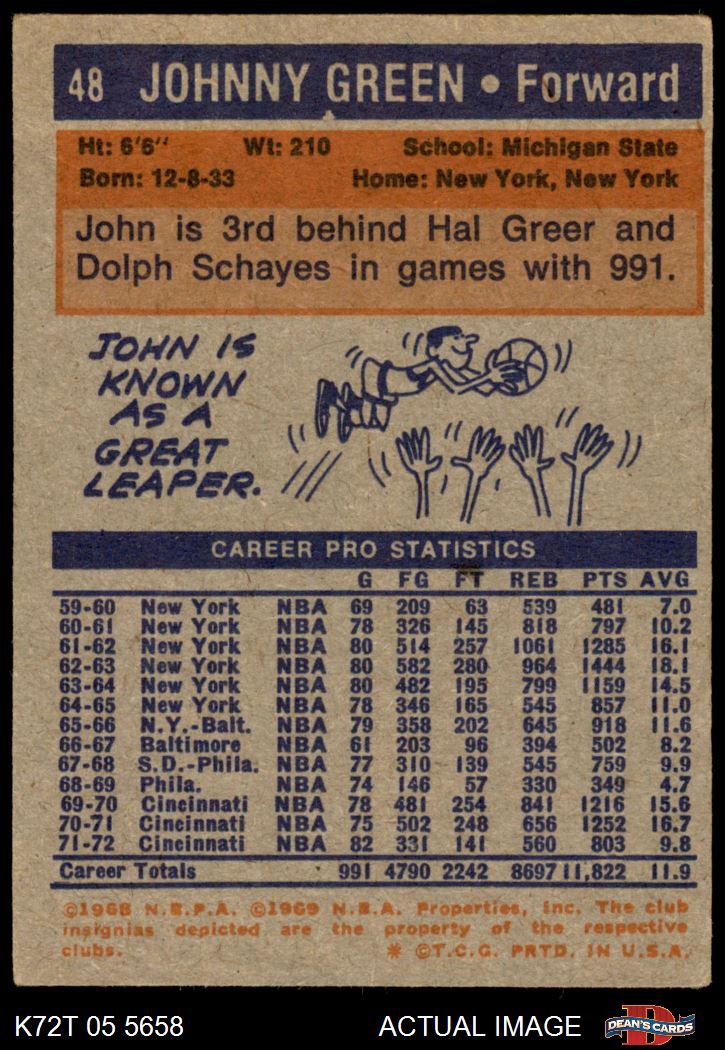 48 JOHNNY GREEN • Forward
Ht: 6'6" Wt: 210 School: Michigan State
Born: 12-8-33 Home: New York, New York
John is 3rd behind Hal Greer and
Dolph Schayes in games with 991.
JOHN IS
KNOWN
AS A
GREAT
LEAPER.
CAREER PRO STATISTICS
G FG FT REB PTS AVG
59-60 New York NBA 69 209 63 539 481 7.0
60-61 New York NBA 78 326 145 818 797 10.2
61-62 New York NBA 80 514 257 1061 1285 16.1
62-63 New York NBA 80 582 280 964 1444 18.1
63-64 New York NBA 80 482 195 799 1159 14.5
64-65 New York NBA 78 346 165 545 857 11.0
65-66 N.Y.-Balt. NBA 79 358 202 645 918 11.6
66-67 Baltimore NBA 61 203 96 394 502 8.2
67-68 S.D.-Phila. NBA 77 310 139 545 759 9.9
68-69 Phila. NBA 74 146 57 330 349 4.7
69-70 Cincinnati NBA 78 481 254 841 1216 15.6
70-71 Cincinnati NBA 75 502 248 656 1252 16.7
71-72 Cincinnati NBA 82 331 141 560 803 9.8
Career Totals 991 4790 2242 8697 11,822 11.9
©1968 N.B.P.A. ©1969 N.B.A. Properties, Inc. The club
insignias depicted are the property of the respective
clubs. * ©T.C.G. PRTD. IN U.S.A.
K72T 05 5658 ACTUAL IMAGE D DEAN'S CARDS